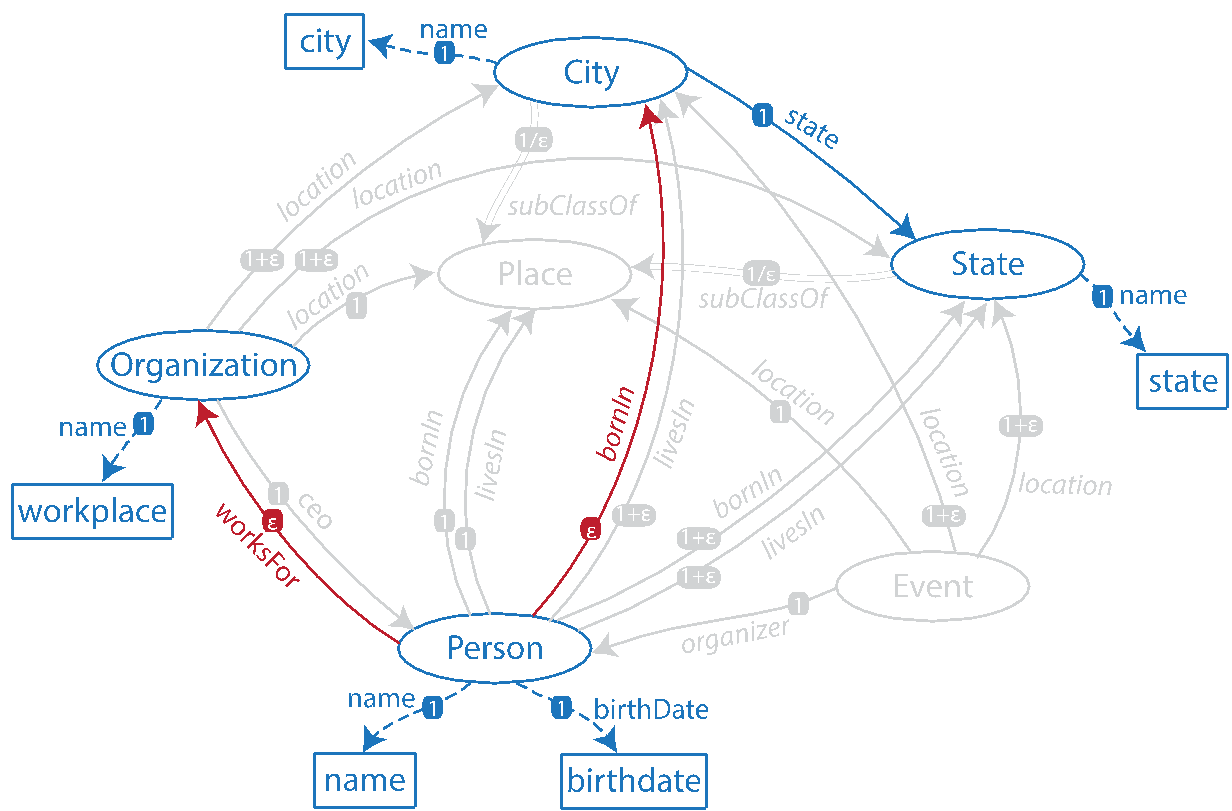 name
city
1
City
1
state
1/ε
location
location
subClassOf
1+ε
1+ε
Place
1/ε
State
subClassOf
location
1
1
name
Organization
location
1
state
name
1
bornIn
livesIn
bornIn
livesIn
location
1+ε
location
workplace
1
ceo
worksFor
ε
1
1
ε
1+ε
bornIn
livesIn
1+ε
1+ε
1+ε
Event
organizer
1
Person
name
1
1
birthDate
name
birthdate